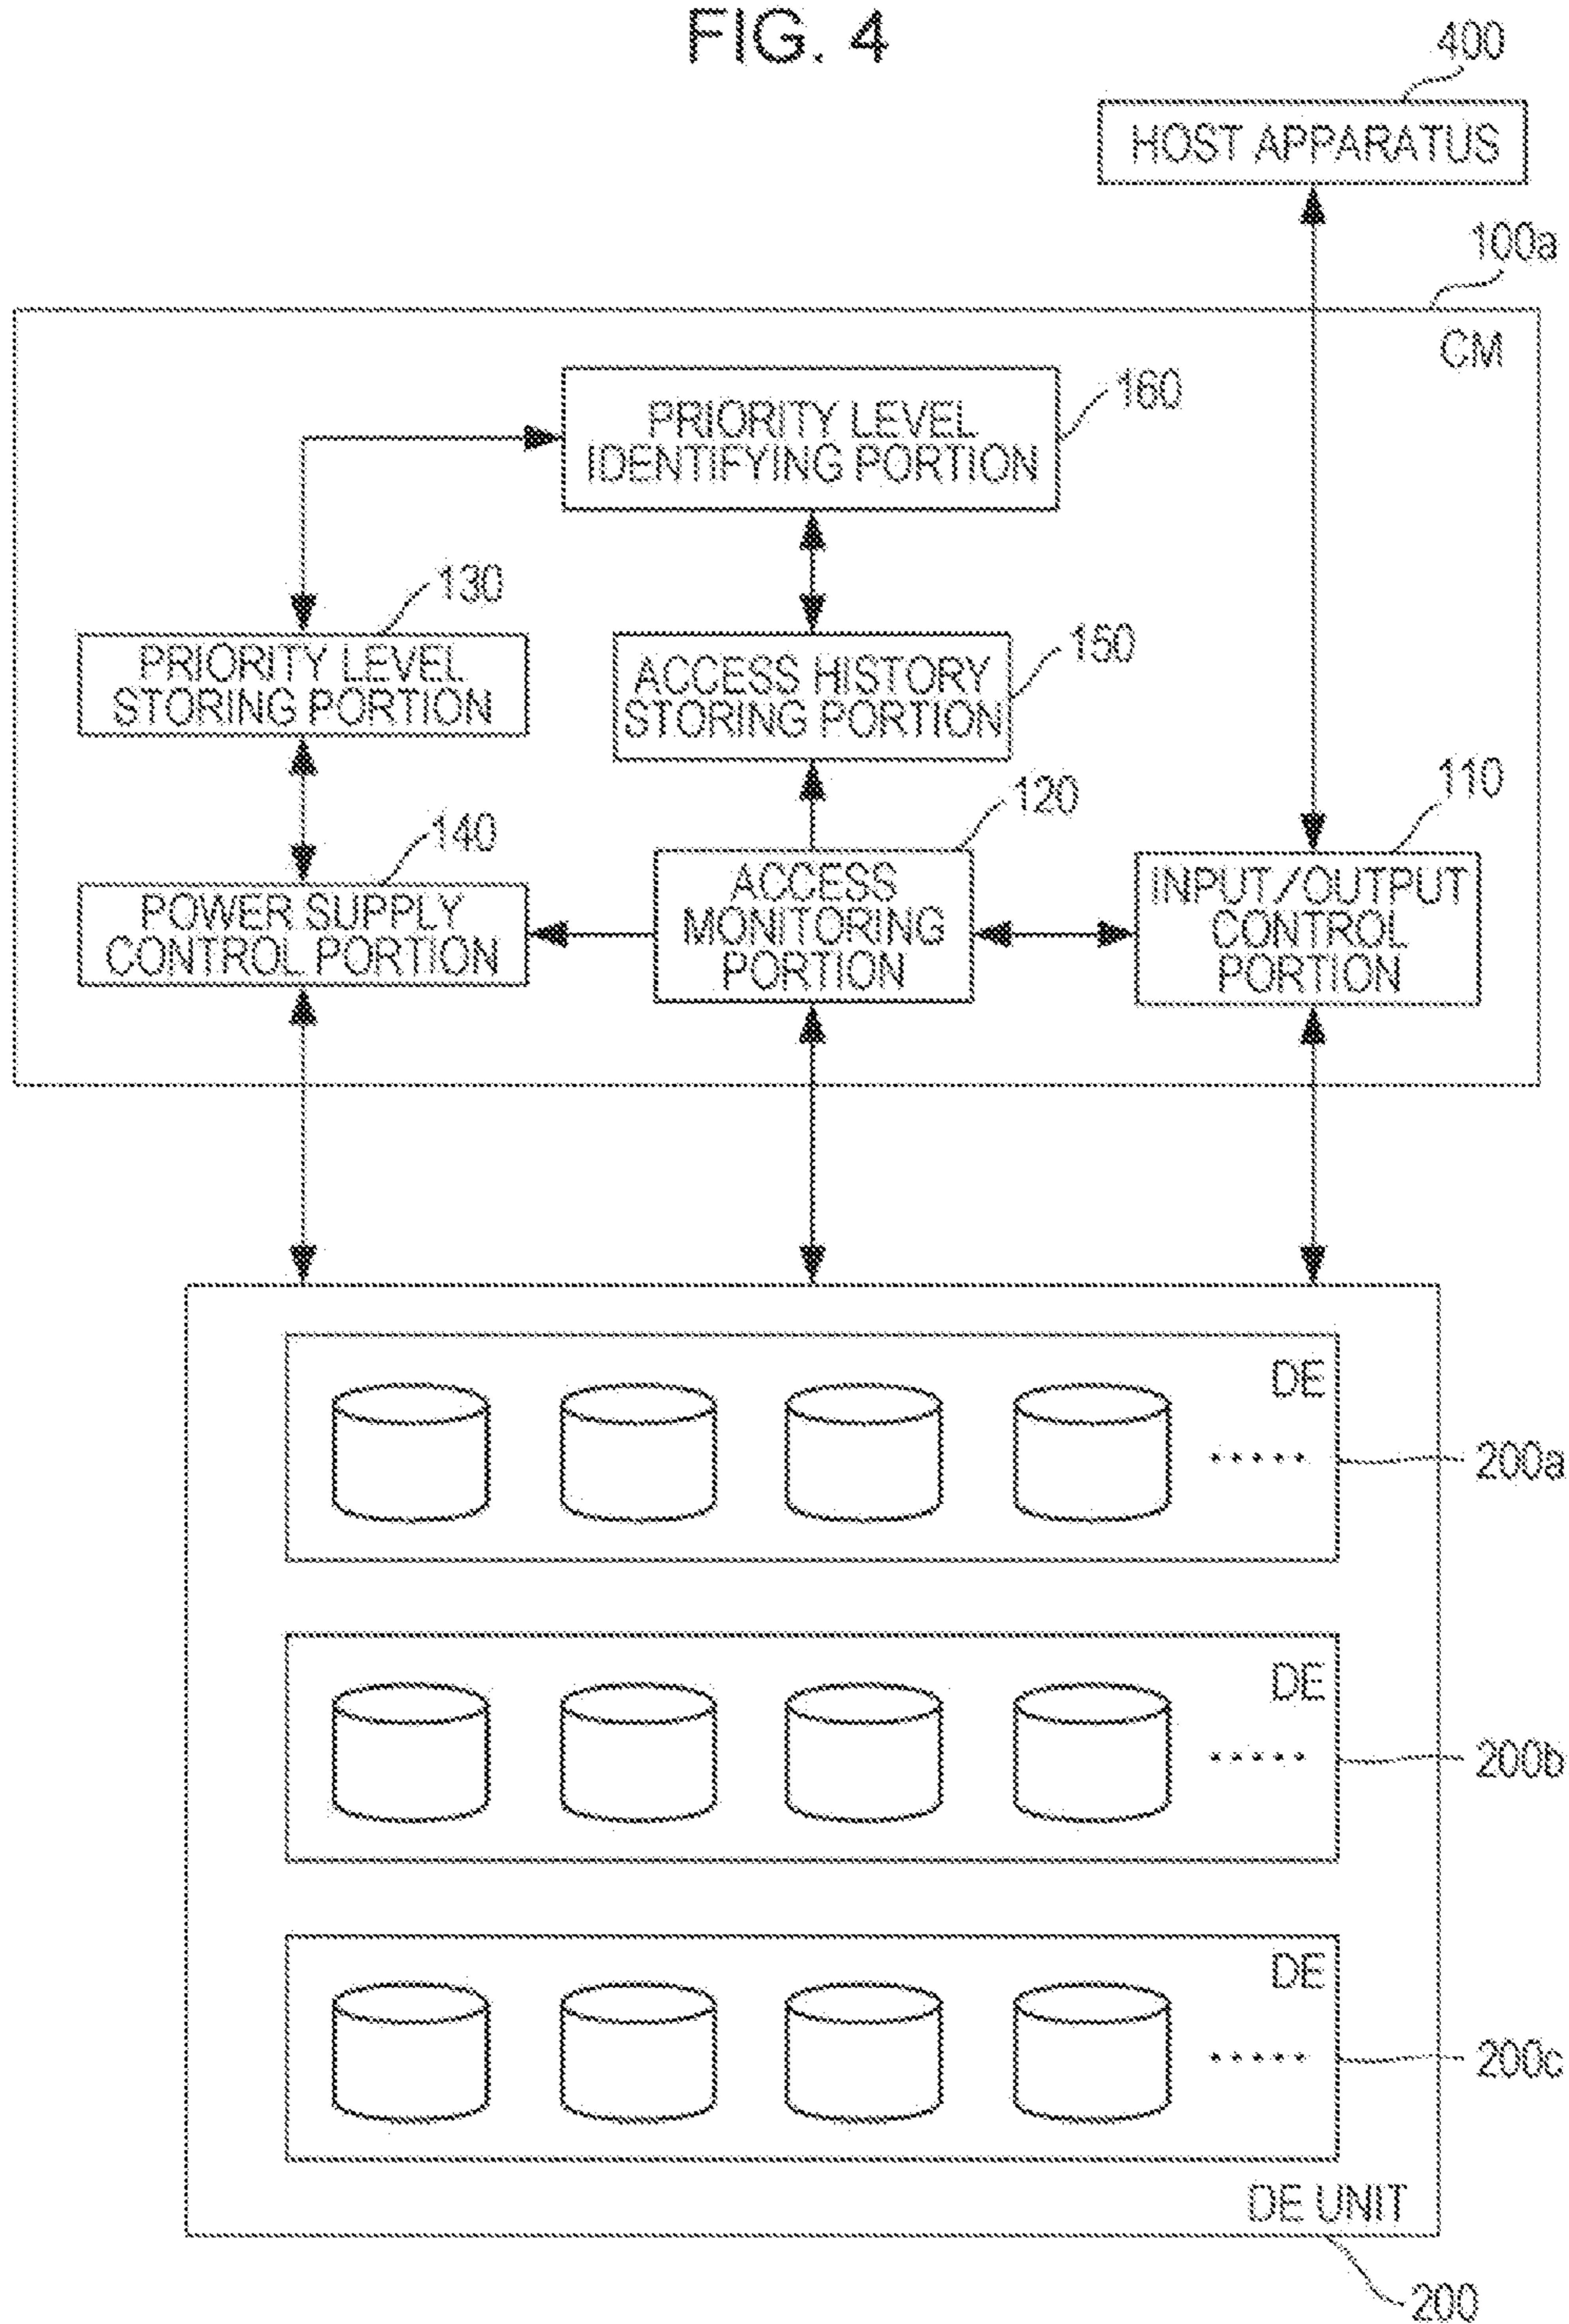 FIG. 4
400
HOST APPARATUS
100a
CM
160
PRIORITY LEVEL
IDENTIFYING PORTION
130
PRIORITY LEVEL
STORING PORTION
150
ACCESS HISTORY
STORING PORTION
140
POWER SUPPLY
CONTROL PORTION
120
ACCESS
MONITORING
PORTION
110
INPUT/OUTPUT
CONTROL
PORTION
DE
200a
DE
200b
DE
200c
DE UNIT
200